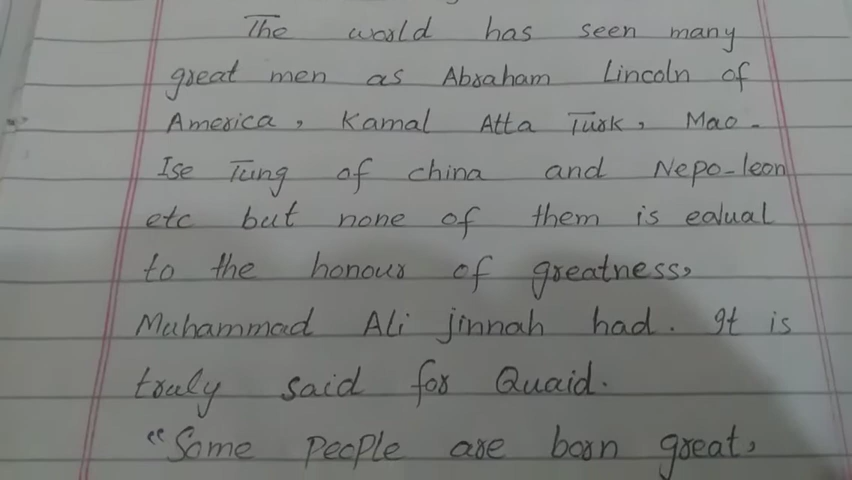 The world has seen many
great men as Abraham Lincoln of
America, Kamal Atta Turk, Mao-
Ise Tung of china and Nepo-leon
etc but none of them is edual
to the honour of greatness,
Muhammad Ali jinnah had. It is
truly said for Quaid.
"Some PeoPle are born great,